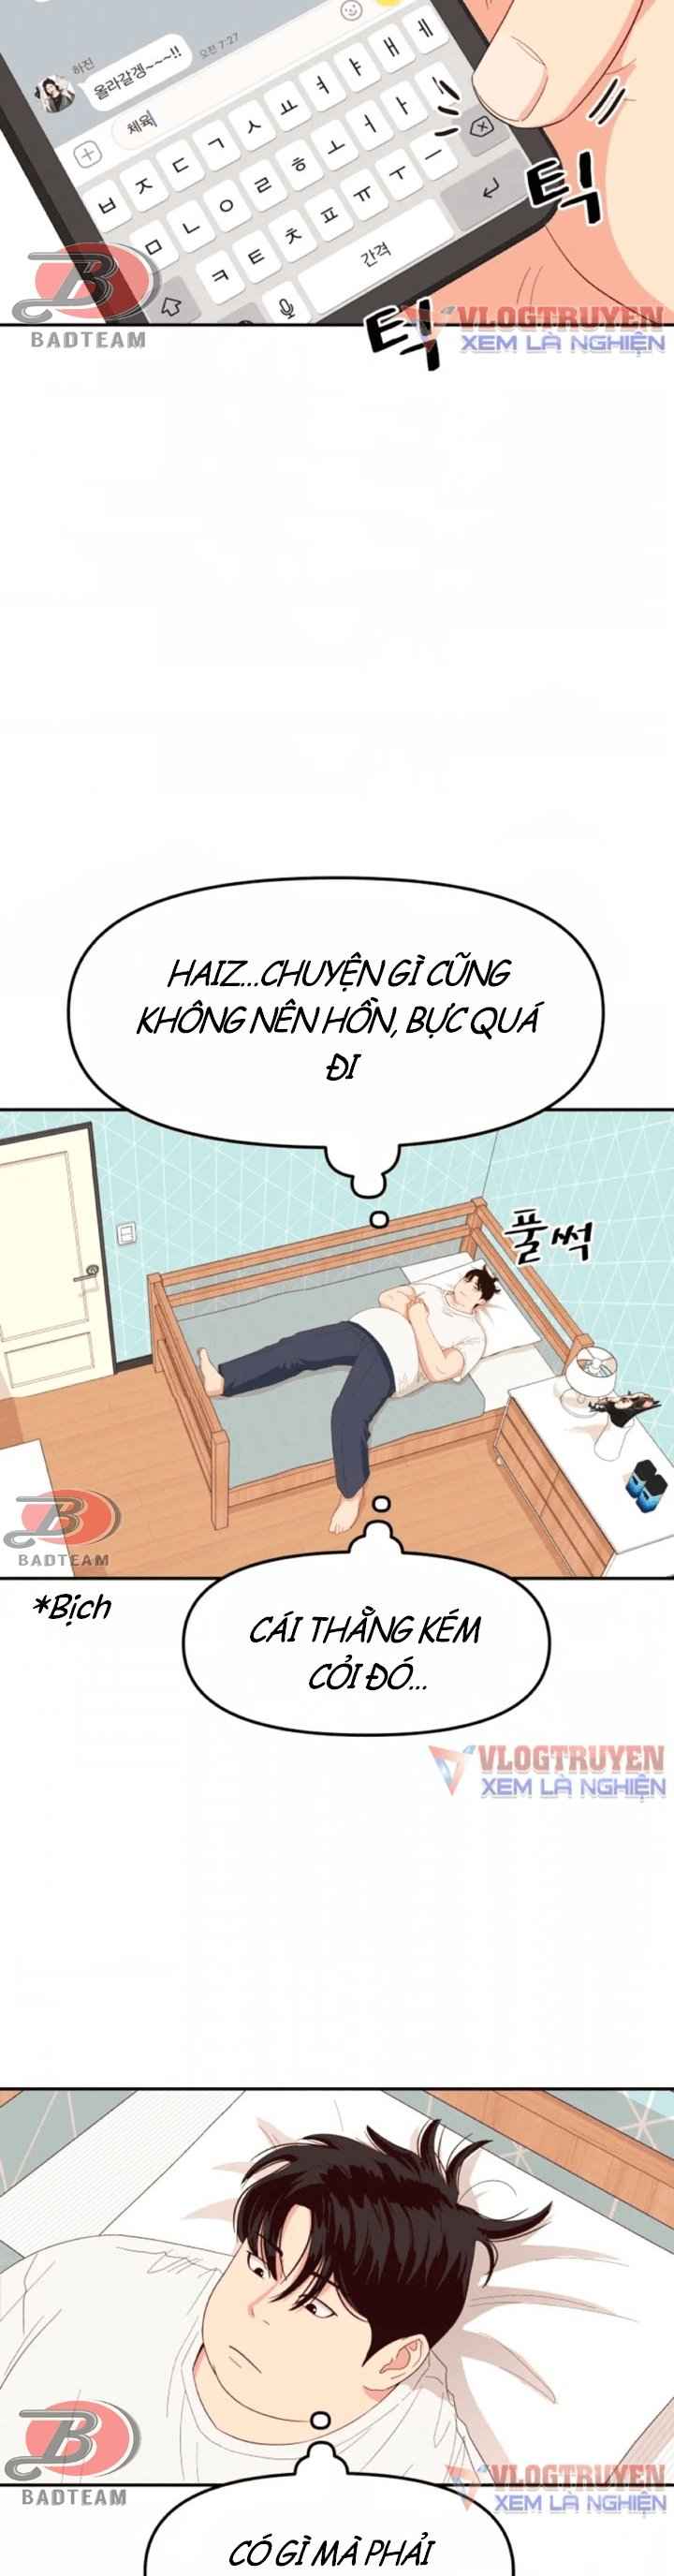 하진
올라갈겡~~~!!
오전 7:27
체육
ㅂ ㅈ ㄷ ㄱ ㅅ ㅛ ㅕ ㅑ ㅐ ㅔ
ㅁ ㄴ ㅇ ㄹ ㅎ ㅗ ㅓ ㅏ ㅣ
ㅋ ㅌ ㅊ ㅍ ㅠ ㅜ ㅡ
간격
틱
틱
BADTEAM
VLOGTRUYEN
XEM LÀ NGHIỆN
HAIZ...CHUYỆN GÌ CŨNG
KHÔNG NÊN HỒN, BỰC QUÁ
ĐI
풀썩
BADTEAM
*Bịch
CÁI THẰNG KÉM
CỎI ĐÓ...
VLOGTRUYEN
XEM LÀ NGHIỆN
BADTEAM
VLOGTRUYEN
XEM LÀ NGHIỆN
CÓ GÌ MÀ PHẢI